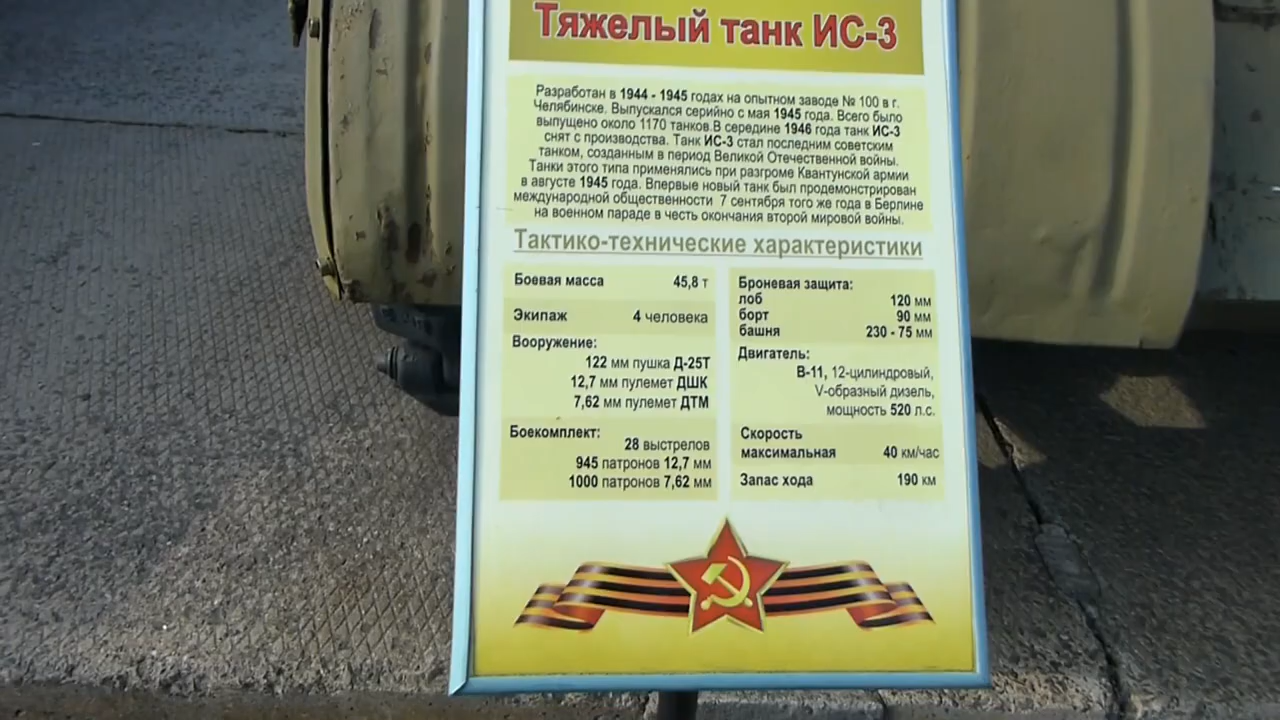 Тяжелый танк ИС-3
Разработан в 1944 - 1945 годах на опытном заводе № 100 в г.
Челябинске. Выпускался серийно с мая 1945 года. Всего было
выпущено около 1170 танков.В середине 1946 года танк ИС-3
снят с производства. Танк ИС-3 стал последним советским
танком, созданным в период Великой Отечественной войны.
Танки этого типа применялись при разгроме Квантунской армии
в августе 1945 года. Впервые новый танк был продемонстрирован
международной общественности 7 сентября того же года в Берлине
на военном параде в честь окончания второй мировой войны.
Тактико-технические характеристики
Боевая масса 45,8 т
Экипаж 4 человека
Вооружение:
122 мм пушка Д-25Т
12,7 мм пулемет ДШК
7,62 мм пулемет ДТМ
Боекомплект:
28 выстрелов
945 патронов 12,7 мм
1000 патронов 7,62 мм
Броневая защита:
лоб 120 мм
борт 90 мм
башня 230 - 75 мм
Двигатель:
В-11, 12-цилиндровый,
V-образный дизель,
мощность 520 л.с.
Скорость
максимальная 40 км/час
Запас хода 190 км